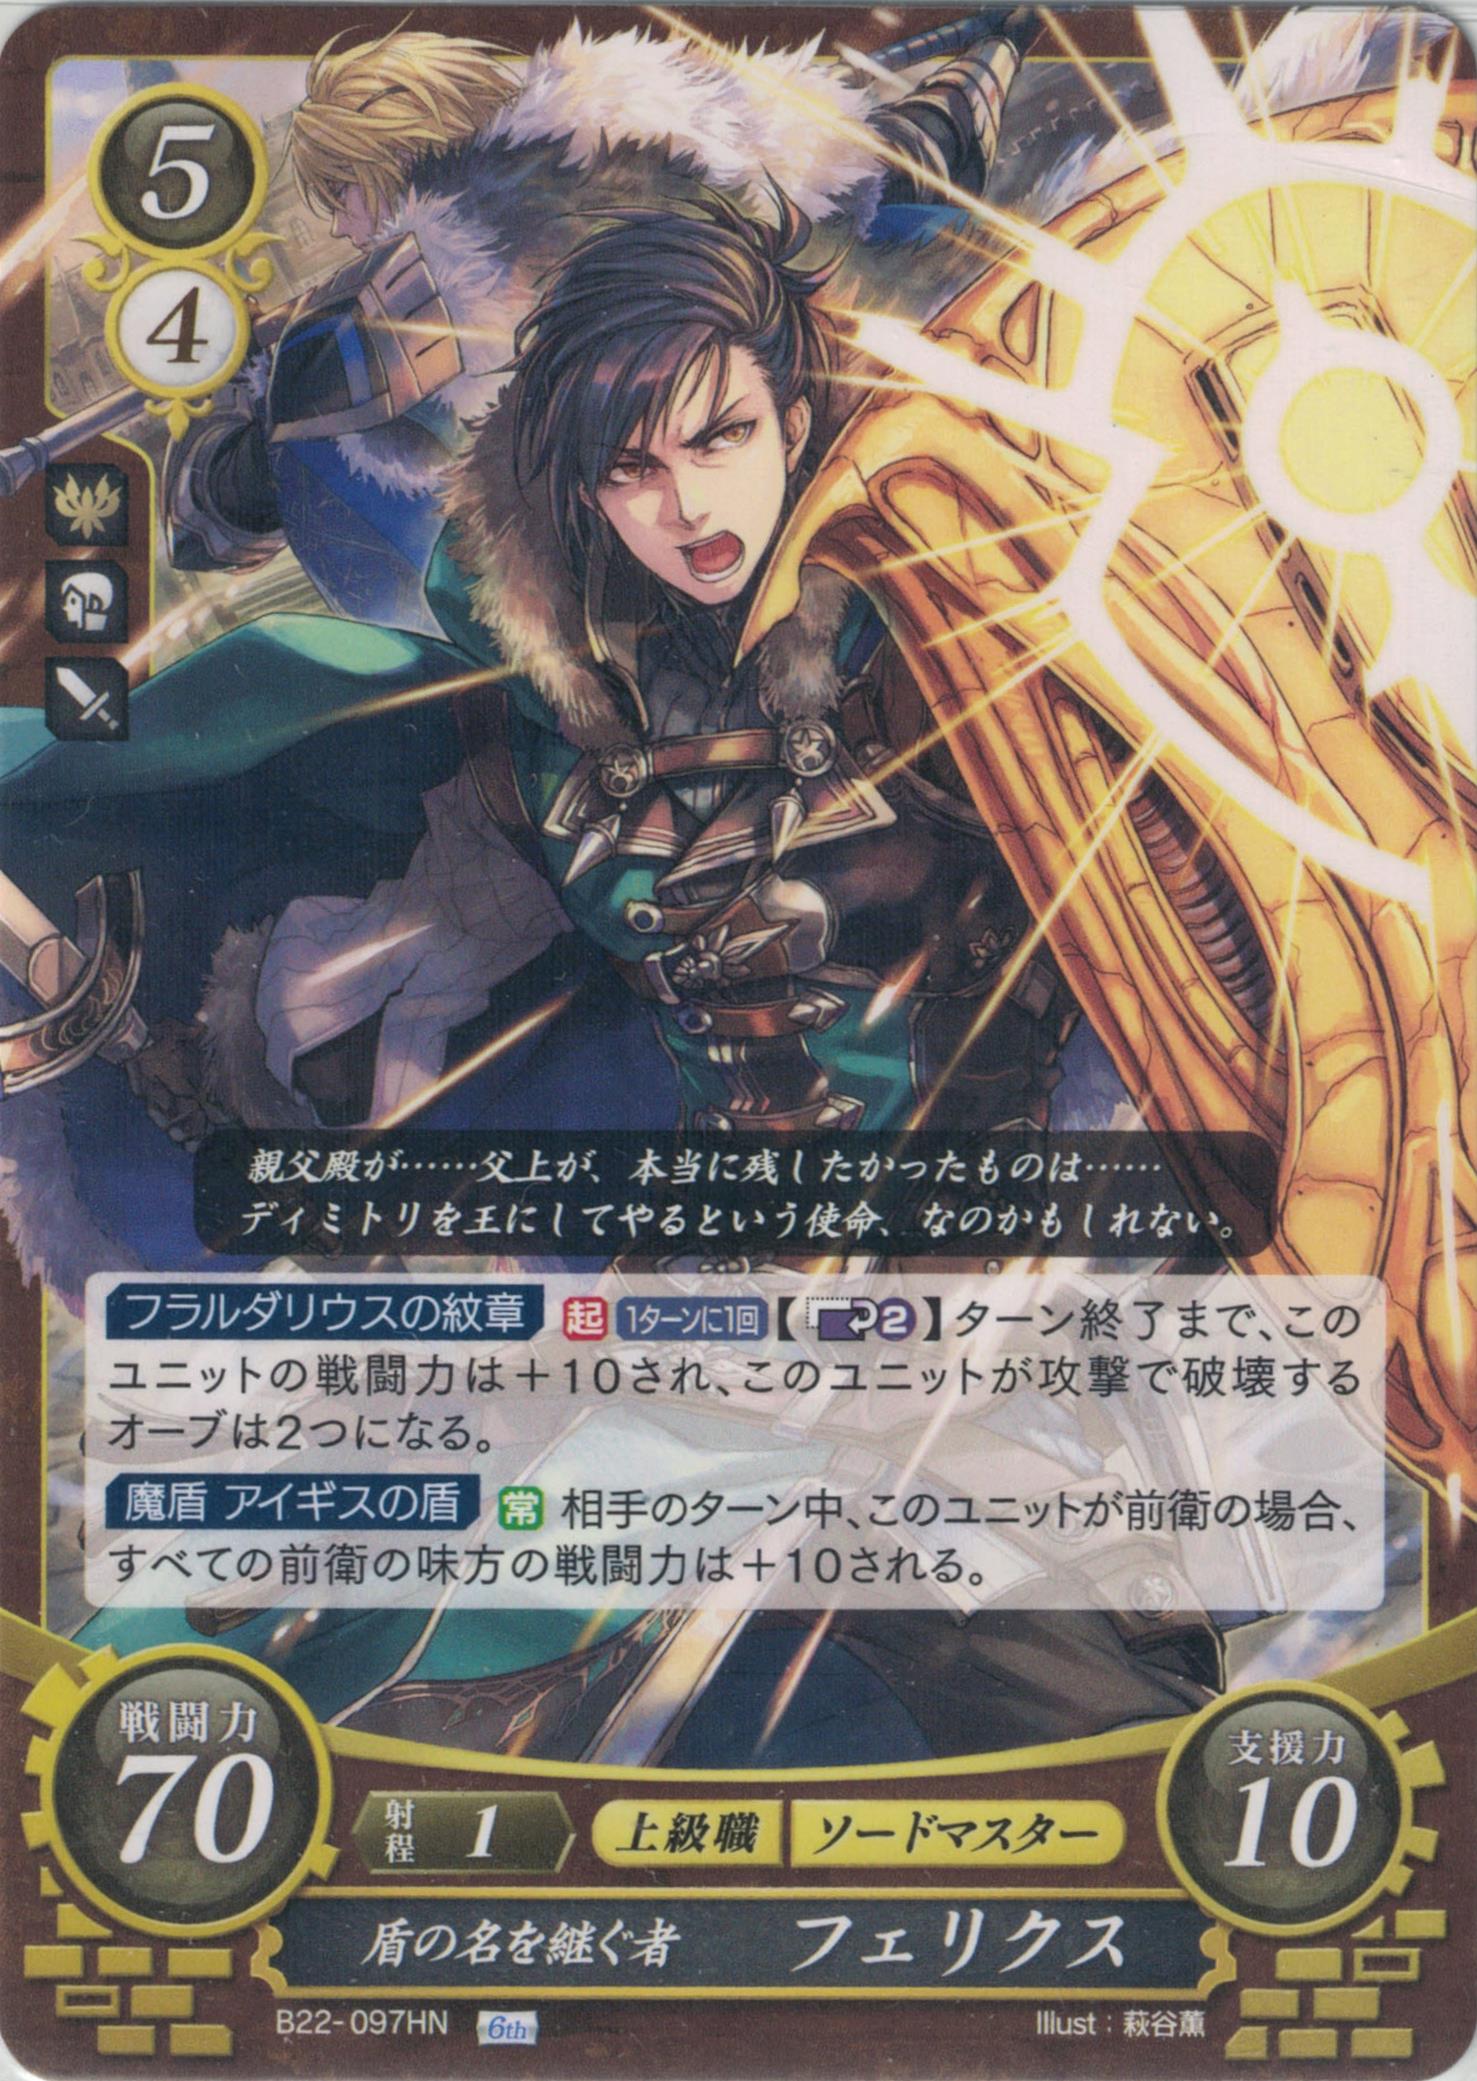 5
4
親父殿が……父上が、本当に残したかったものは……
ディミトリを王にしてやるという使命、なのかもしれない。
フラルダリウスの紋章 起 1ターンに1回【2】ターン終了まで、この
ユニットの戦闘力は＋10され、このユニットが攻撃で破壊する
オーブは2つになる。
魔盾 アイギスの盾 常 相手のターン中、このユニットが前衛の場合、
すべての前衛の味方の戦闘力は＋10される。
戦闘力
70
射程 1
上級職 ソードマスター
支援力
10
盾の名を継ぐ者 フェリクス
B22-097HN 6th
Illust：萩谷薫